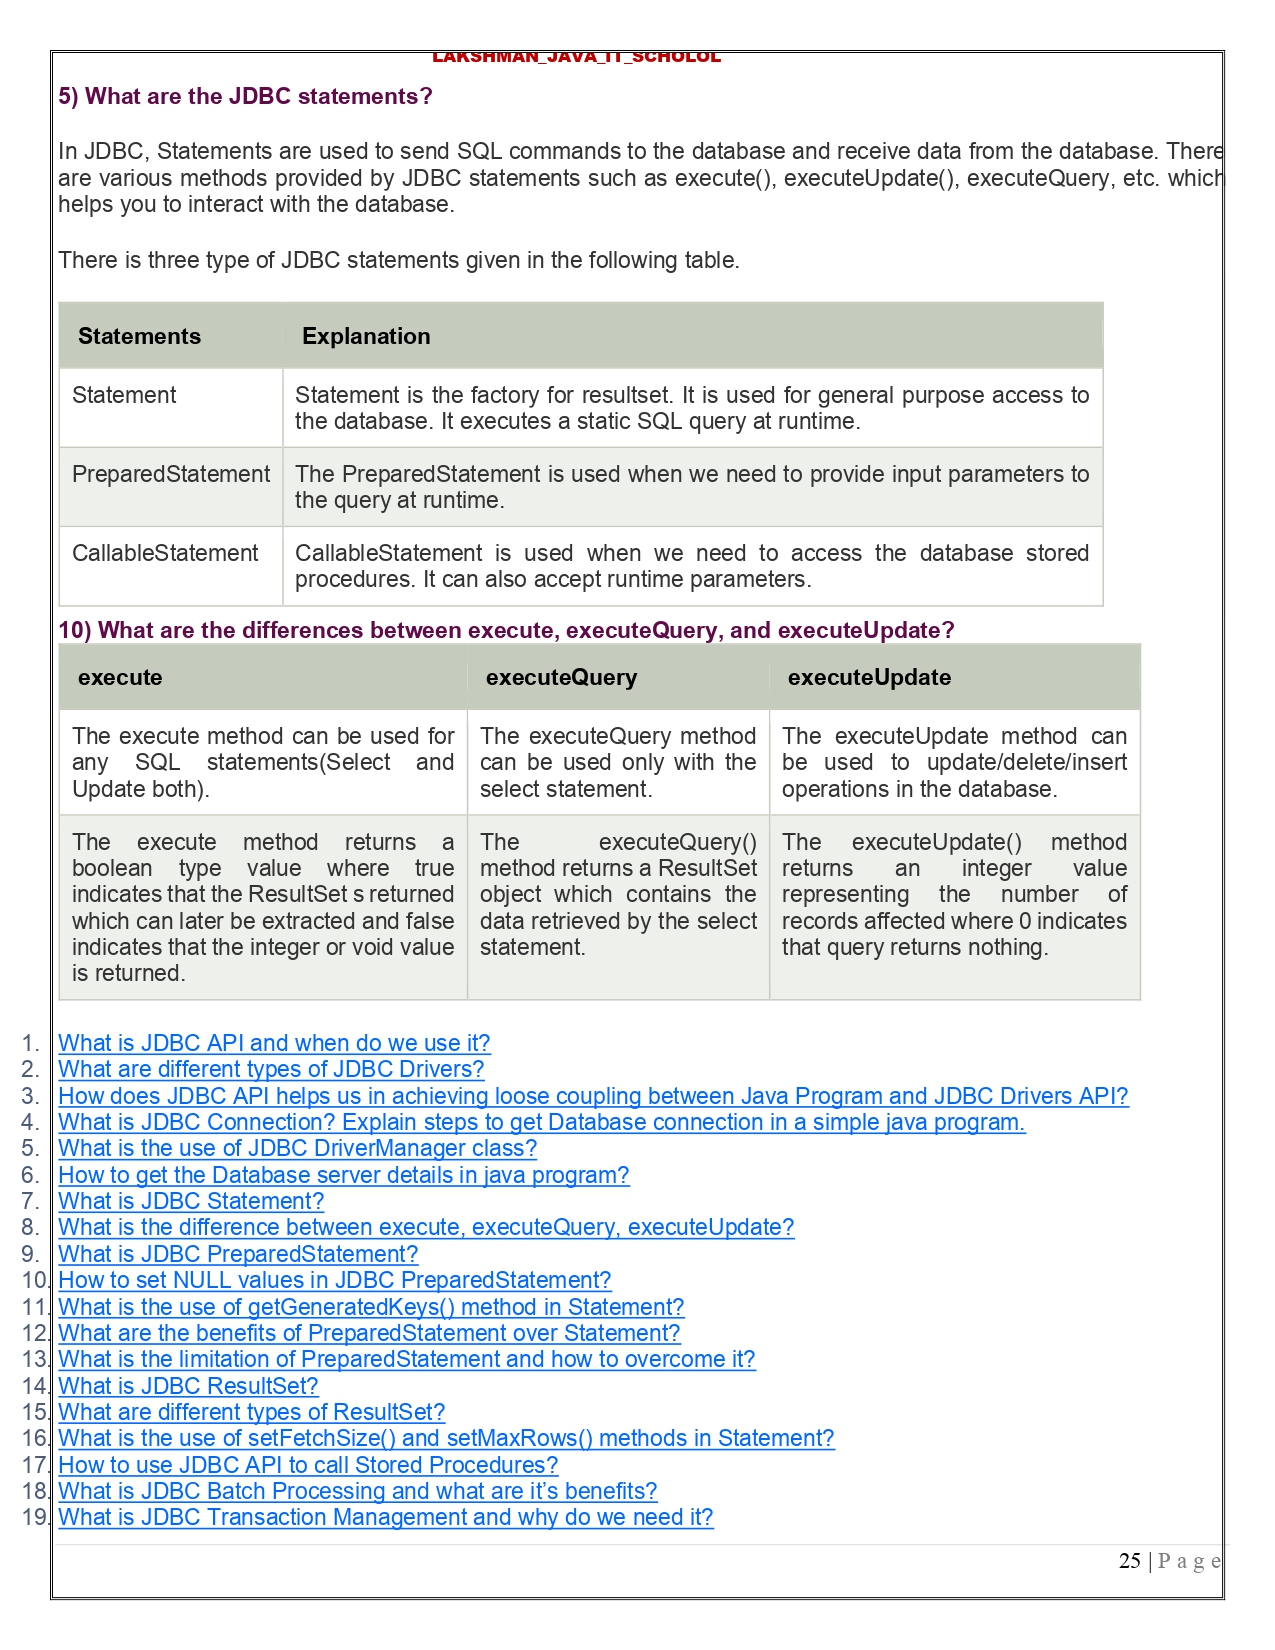 LAKSHMAN_JAVA_IT_SCHOLOL
5) What are the JDBC statements?
In JDBC, Statements are used to send SQL commands to the database and receive data from the database. There
are various methods provided by JDBC statements such as execute(), executeUpdate(), executeQuery, etc. which
helps you to interact with the database.
There is three type of JDBC statements given in the following table.
Statements Explanation
Statement Statement is the factory for resultset. It is used for general purpose access to
the database. It executes a static SQL query at runtime.
PreparedStatement The PreparedStatement is used when we need to provide input parameters to
the query at runtime.
CallableStatement CallableStatement is used when we need to access the database stored
procedures. It can also accept runtime parameters.
10) What are the differences between execute, executeQuery, and executeUpdate?
execute executeQuery executeUpdate
The execute method can be used for
any SQL statements(Select and
Update both).
The executeQuery method
can be used only with the
select statement.
The executeUpdate method can
be used to update/delete/insert
operations in the database.
The execute method returns a
boolean type value where true
indicates that the ResultSet s returned
which can later be extracted and false
indicates that the integer or void value
is returned.
The executeQuery()
method returns a ResultSet
object which contains the
data retrieved by the select
statement.
The executeUpdate() method
returns an integer value
representing the number of
records affected where 0 indicates
that query returns nothing.
1. What is JDBC API and when do we use it?
2. What are different types of JDBC Drivers?
3. How does JDBC API helps us in achieving loose coupling between Java Program and JDBC Drivers API?
4. What is JDBC Connection? Explain steps to get Database connection in a simple java program.
5. What is the use of JDBC DriverManager class?
6. How to get the Database server details in java program?
7. What is JDBC Statement?
8. What is the difference between execute, executeQuery, executeUpdate?
9. What is JDBC PreparedStatement?
10. How to set NULL values in JDBC PreparedStatement?
11. What is the use of getGeneratedKeys() method in Statement?
12. What are the benefits of PreparedStatement over Statement?
13. What is the limitation of PreparedStatement and how to overcome it?
14. What is JDBC ResultSet?
15. What are different types of ResultSet?
16. What is the use of setFetchSize() and setMaxRows() methods in Statement?
17. How to use JDBC API to call Stored Procedures?
18. What is JDBC Batch Processing and what are it’s benefits?
19. What is JDBC Transaction Management and why do we need it?
25 | P a g e